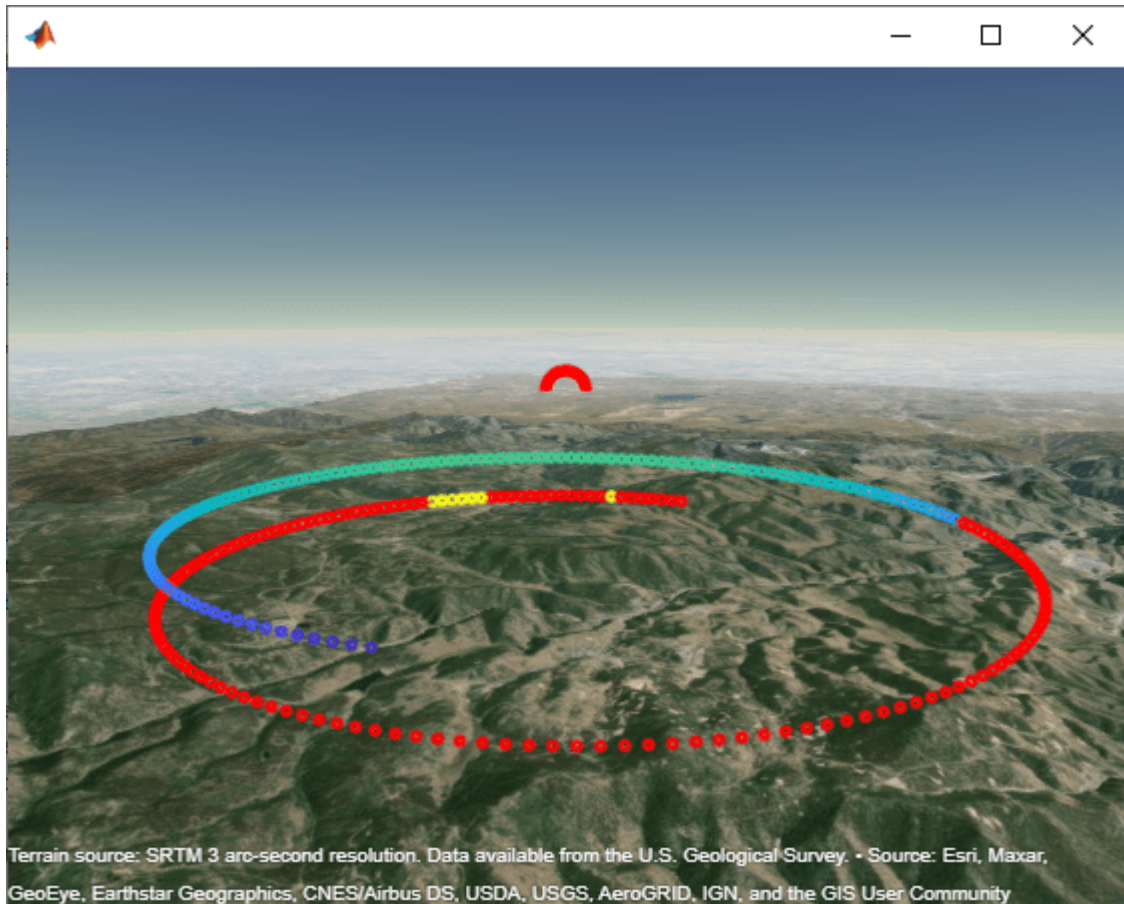 Terrain source: SRTM 3 arc-second resolution. Data available from the U.S. Geological Survey. • Source: Esri, Maxar,
GeoEye, Earthstar Geographics, CNES/Airbus DS, USDA, USGS, AeroGRID, IGN, and the GIS User Community